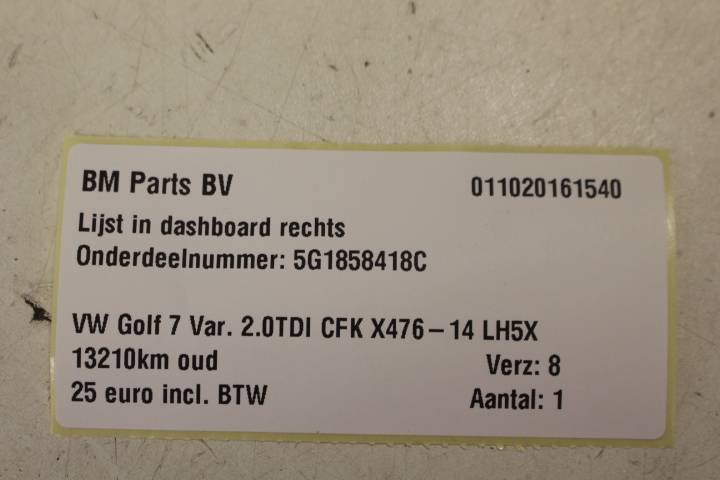 BM Parts BV 011020161540
Lijst in dashboard rechts
Onderdeelnummer: 5G1858418C
VW Golf 7 Var. 2.0TDI CFK X476-14 LH5X
13210km oud Verz: 8
25 euro incl. BTW Aantal: 1